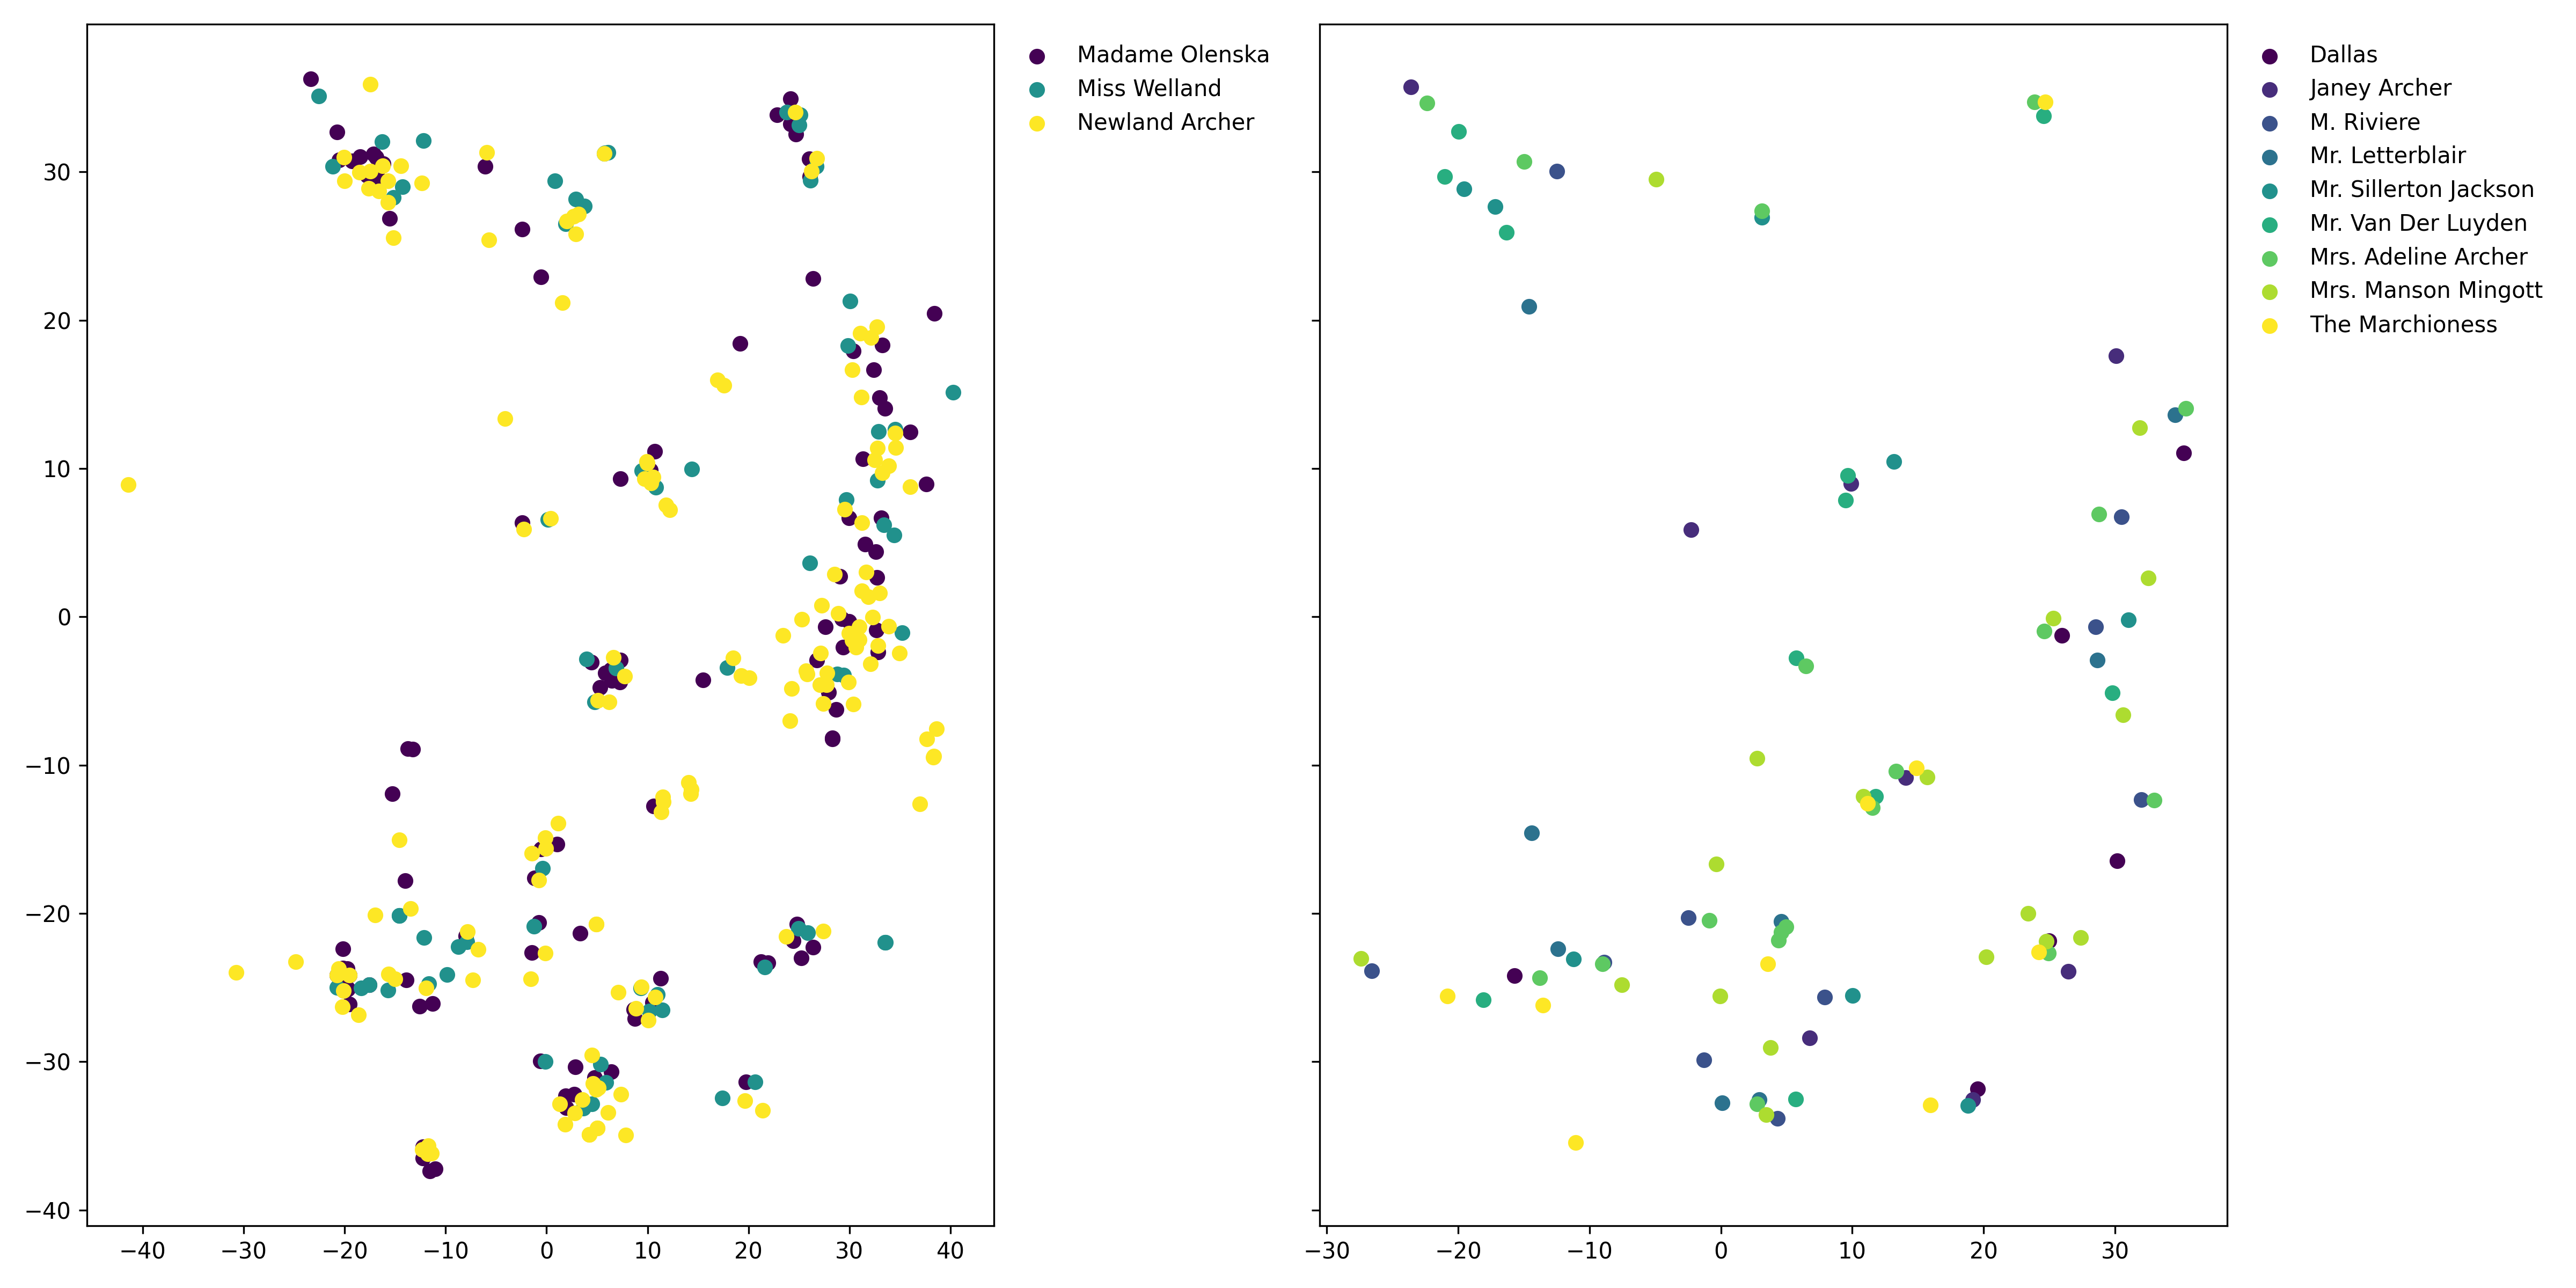 Madame Olenska
Miss Welland
Newland Archer
30
20
10
0
−10
−20
−30
−40
−40 −30 −20 −10 0 10 20 30 40
Dallas
Janey Archer
M. Riviere
Mr. Letterblair
Mr. Sillerton Jackson
Mr. Van Der Luyden
Mrs. Adeline Archer
Mrs. Manson Mingott
The Marchioness
−30 −20 −10 0 10 20 30